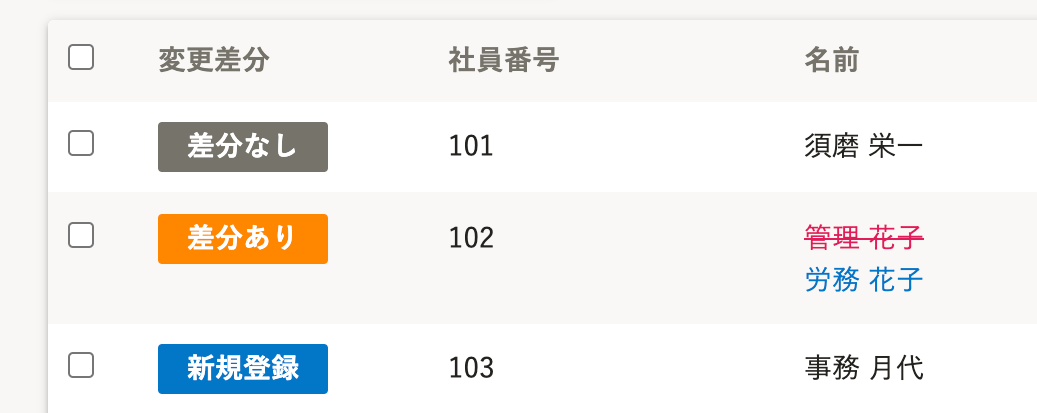 変更差分 社員番号 名前
差分なし 101 須磨 栄一
差分あり 102 管理 花子
労務 花子
新規登録 103 事務 月代